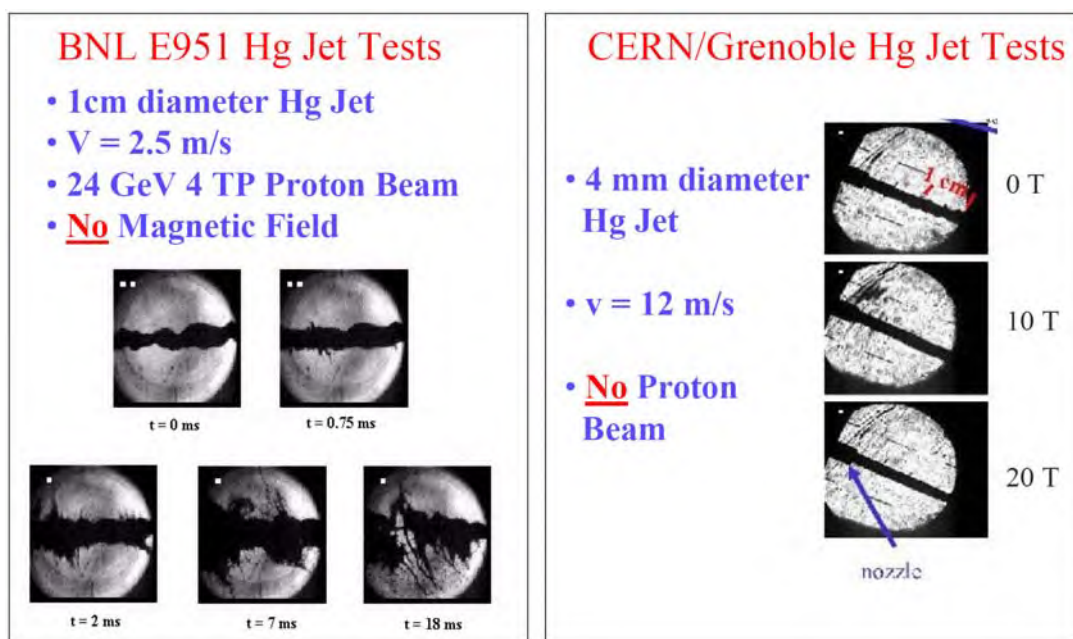 BNL E951 Hg Jet Tests
• 1cm diameter Hg Jet
• V = 2.5 m/s
• 24 GeV 4 TP Proton Beam
• No Magnetic Field
t = 0 ms
t = 0.75 ms
t = 2 ms
t = 7 ms
t = 18 ms
CERN/Grenoble Hg Jet Tests
• 4 mm diameter
Hg Jet
• v = 12 m/s
• No Proton
Beam
1 cm
0 T
10 T
20 T
nozzle